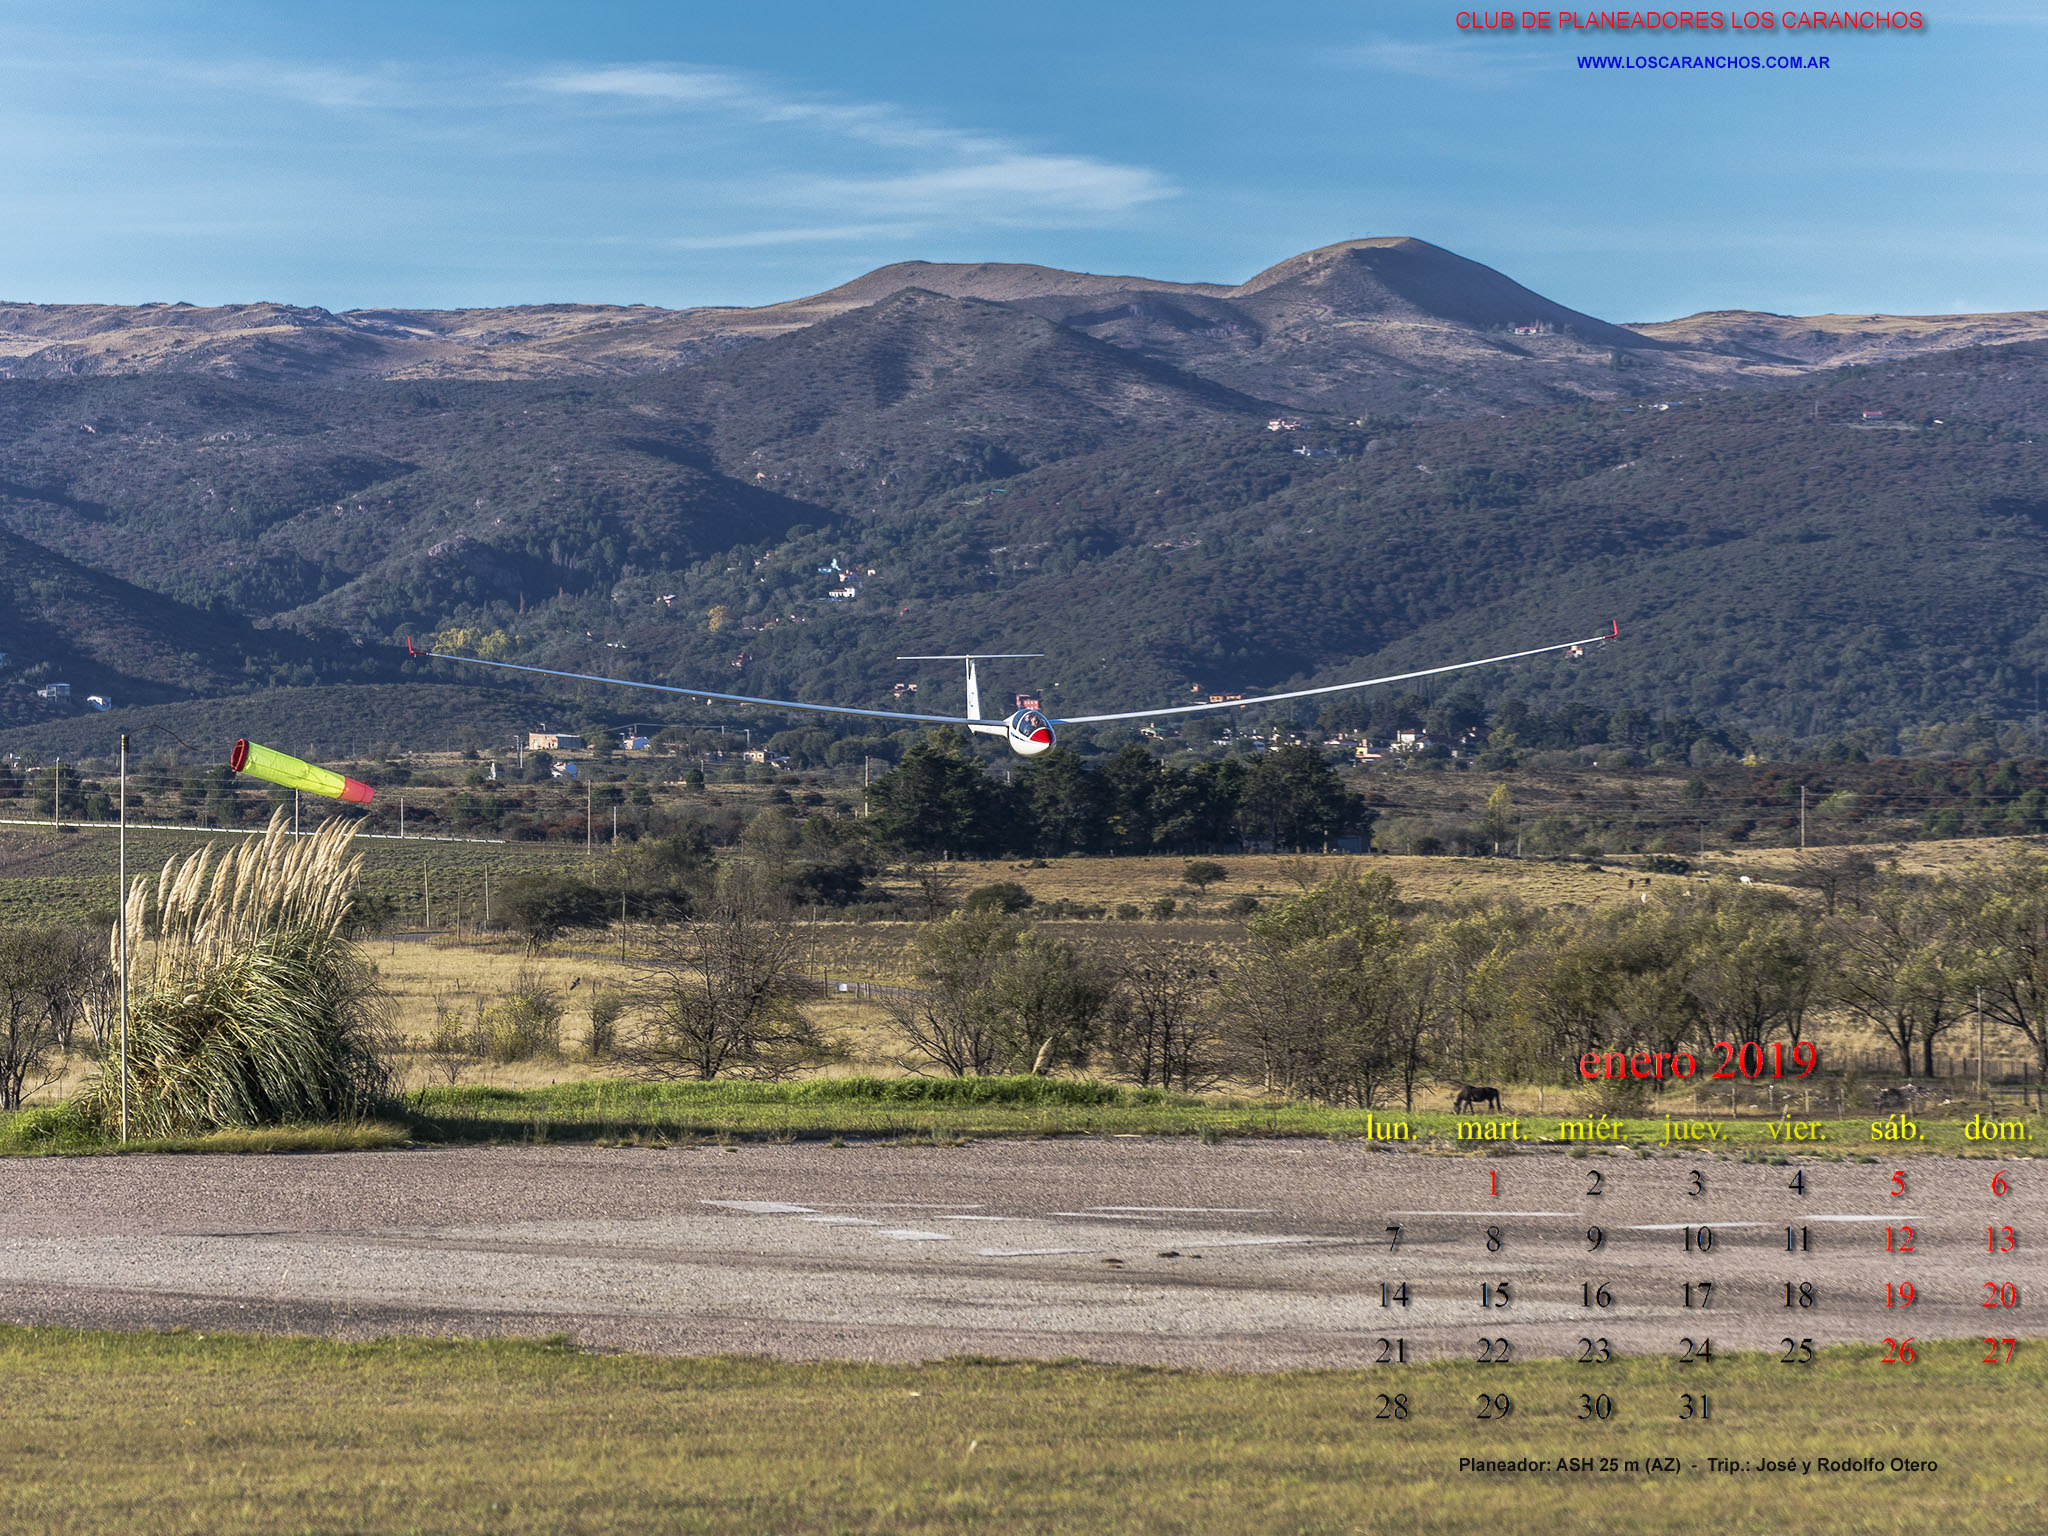 CLUB DE PLANEADORES LOS CARANCHOS
WWW.LOSCARANCHOS.COM.AR
enero 2019
lun. mart. miér. juev. vier. sáb. dom.
1 2 3 4 5 6
7 8 9 10 11 12 13
14 15 16 17 18 19 20
21 22 23 24 25 26 27
28 29 30 31
Planeador: ASH 25 m (AZ) - Trip.: José y Rodolfo Otero